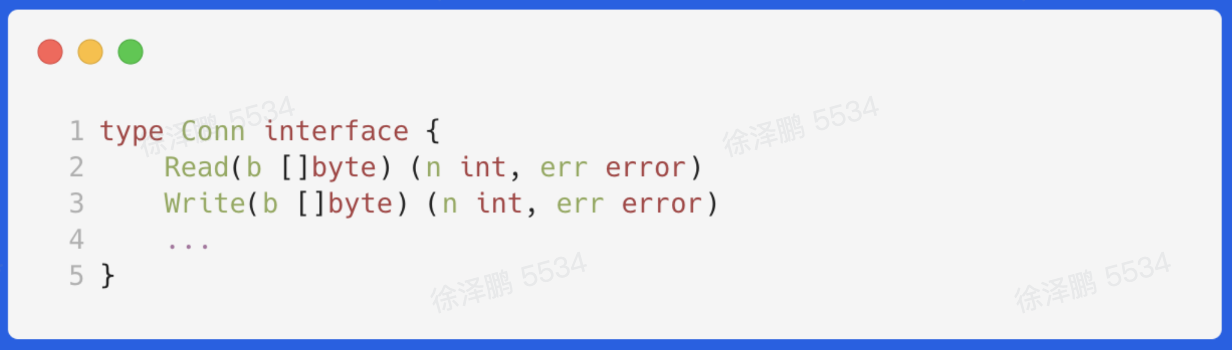 1 type Conn interface {
2     Read(b []byte) (n int, err error)
3     Write(b []byte) (n int, err error)
4     ...
5 }
徐泽鹏 5534
徐泽鹏 5534
徐泽鹏 5534
徐泽鹏 5534